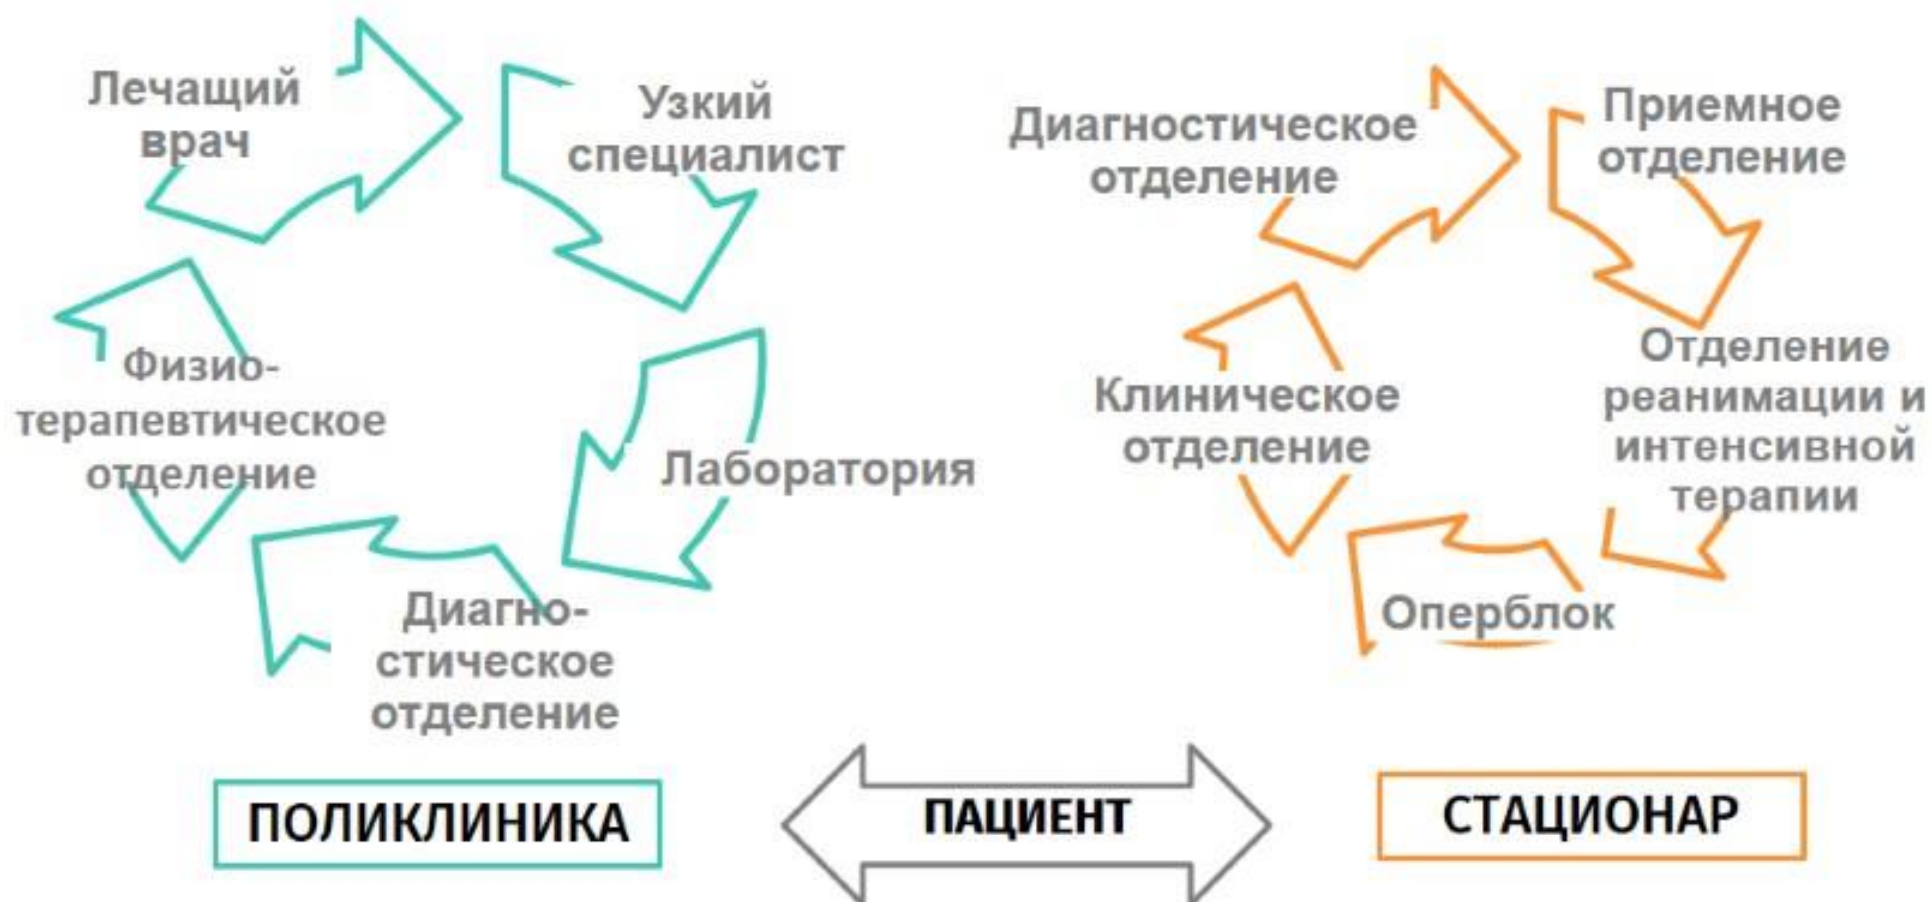 Лечащий
врач
Узкий
специалист
Лаборатория
Диагно-
стическое
отделение
Физио-
терапевтическое
отделение
ПОЛИКЛИНИКА
ПАЦИЕНТ
Диагностическое
отделение
Приемное
отделение
Отделение
реанимации и
интенсивной
терапии
Оперблок
Клиническое
отделение
СТАЦИОНАР